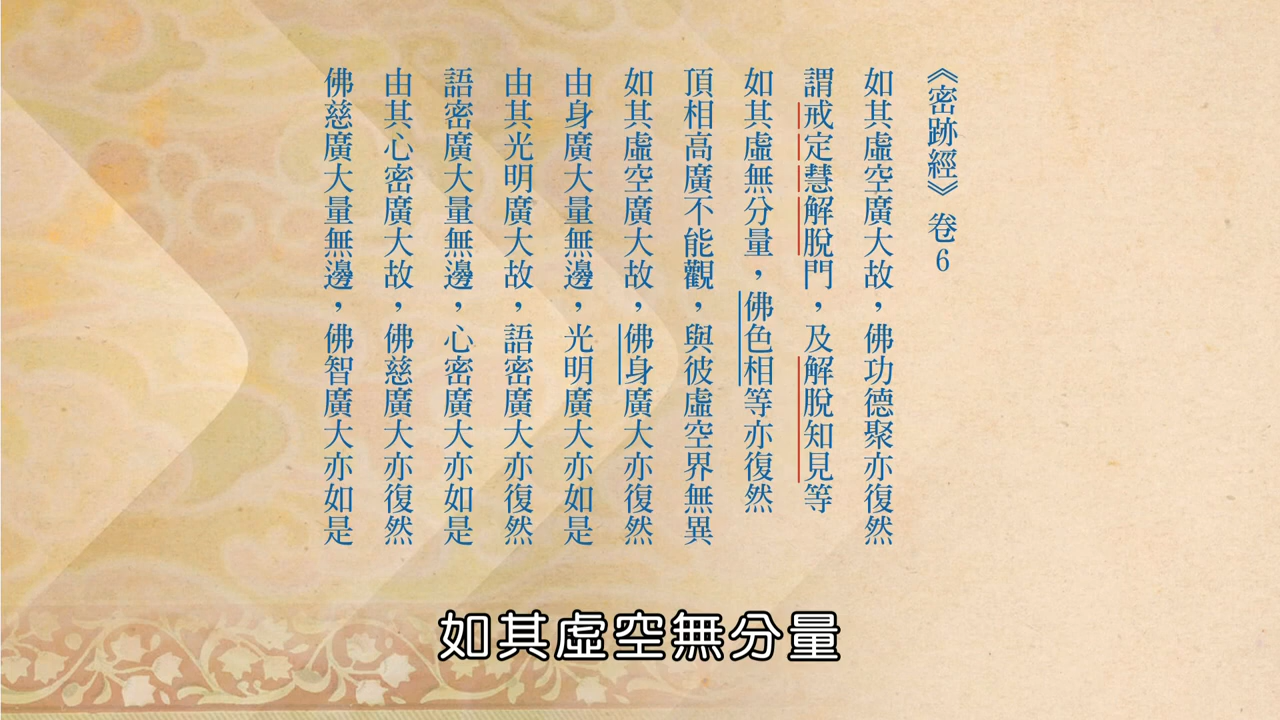 《密跡經》卷6
如其虛空廣大故，佛功德聚亦復然
謂戒定慧解脫門，及解脫知見等
如其虛無分量，佛色相等亦復然
頂相高廣不能觀，與彼虛空界無異
如其虛空廣大故，佛身廣大亦復然
由身廣大量無邊，光明廣大亦如是
由其光明廣大故，語密廣大亦復然
語密廣大量無邊，心密廣大亦如是
由其心密廣大故，佛慈廣大亦復然
佛慈廣大量無邊，佛智廣大亦如是
如其虛空無分量